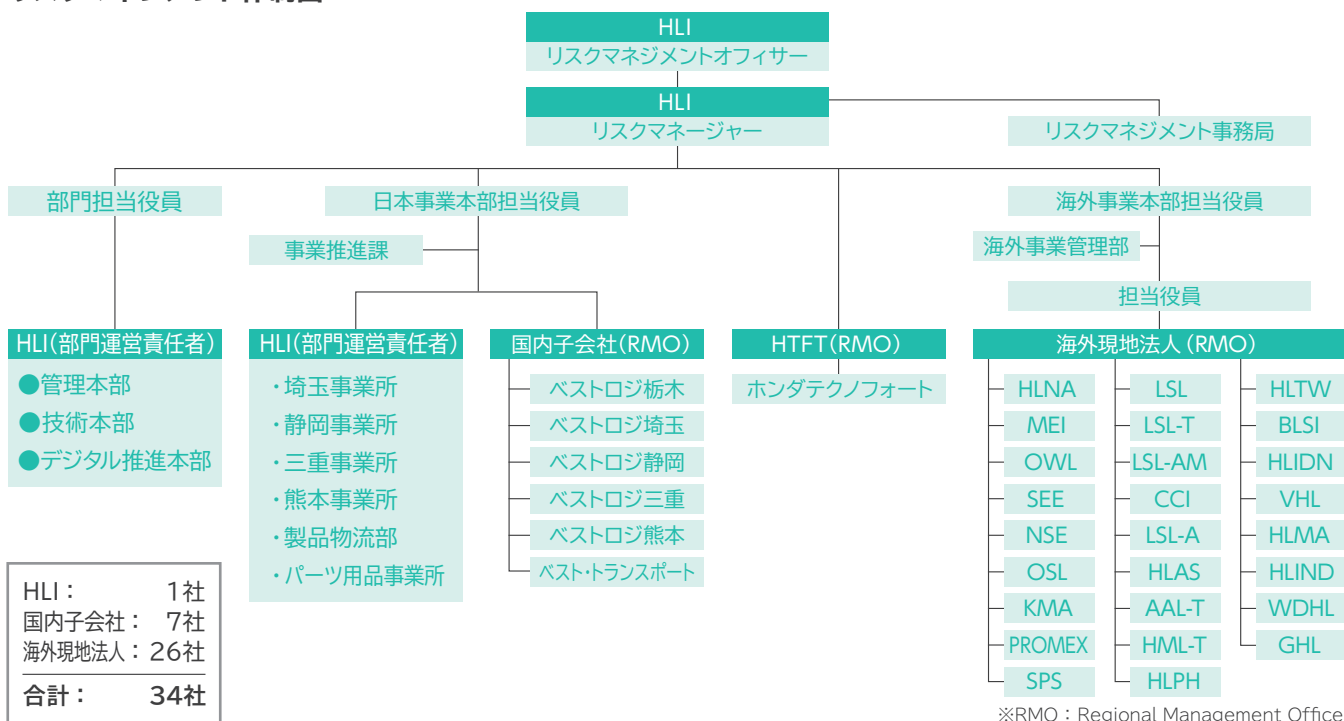 HLI
リスクマネジメントオフィサー
HLI
リスクマネージャー
リスクマネジメント事務局
部門担当役員
日本事業本部担当役員
海外事業本部担当役員
事業推進課
海外事業管理部
担当役員
HLI(部門運営責任者)
●管理本部
●技術本部
●デジタル推進本部
HLI(部門運営責任者)
・埼玉事業所
・静岡事業所
・三重事業所
・熊本事業所
・製品物流部
・パーツ用品事業所
国内子会社(RMO)
ベストロジ栃木
ベストロジ埼玉
ベストロジ静岡
ベストロジ三重
ベストロジ熊本
ベスト・トランスポート
HTFT(RMO)
ホンダテクノフォート
海外現地法人(RMO)
HLNA
MEI
OWL
SEE
NSE
OSL
KMA
PROMEX
SPS
LSL
LSL-T
LSL-AM
CCI
LSL-A
HLAS
AAL-T
HML-T
HLPH
HLTW
BLSI
HLIDN
VHL
HLMA
HLIND
WDHL
GHL
HLI： 1社
国内子会社： 7社
海外現地法人： 26社
合計： 34社
※RMO：Regional Management Office